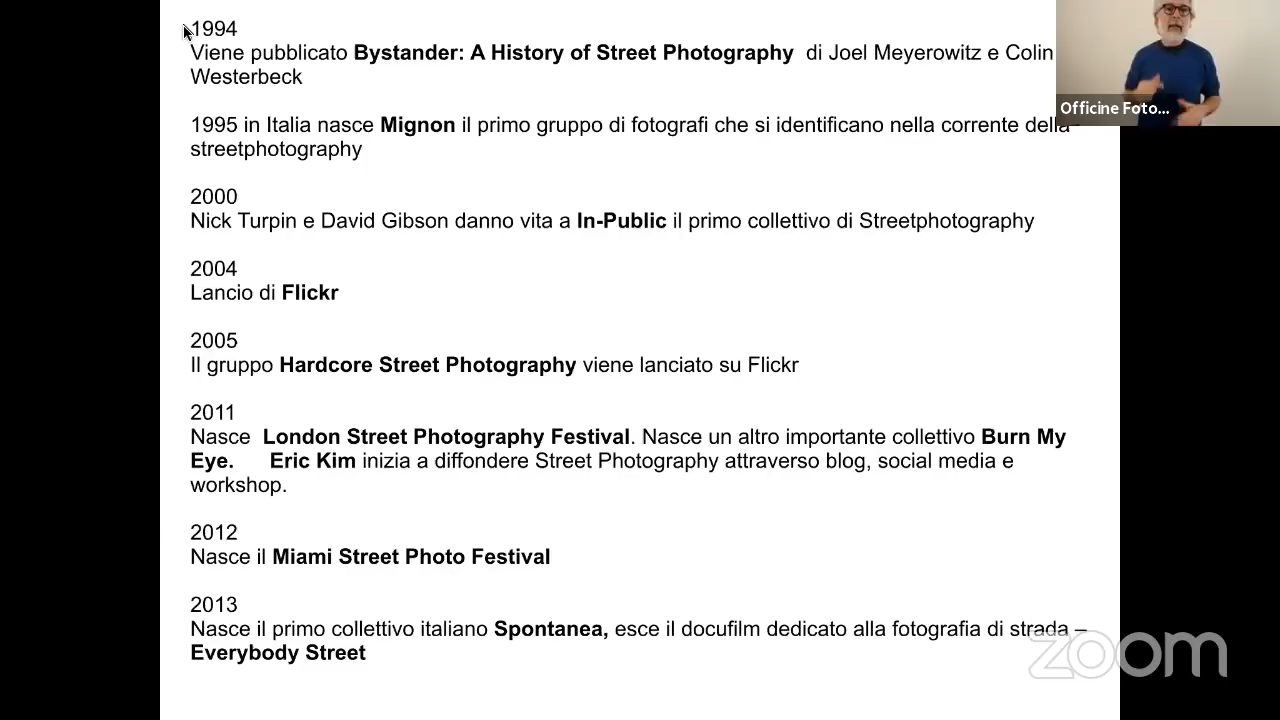 1994
Viene pubblicato Bystander: A History of Street Photography di Joel Meyerowitz e Colin
Westerbeck
1995 in Italia nasce Mignon il primo gruppo di fotografi che si identificano nella corrente della
streetphotography
2000
Nick Turpin e David Gibson danno vita a In-Public il primo collettivo di Streetphotography
2004
Lancio di Flickr
2005
Il gruppo Hardcore Street Photography viene lanciato su Flickr
2011
Nasce London Street Photography Festival. Nasce un altro importante collettivo Burn My
Eye. Eric Kim inizia a diffondere Street Photography attraverso blog, social media e
workshop.
2012
Nasce il Miami Street Photo Festival
2013
Nasce il primo collettivo italiano Spontanea, esce il docufilm dedicato alla fotografia di strada –
Everybody Street
Officine Foto...
zoom